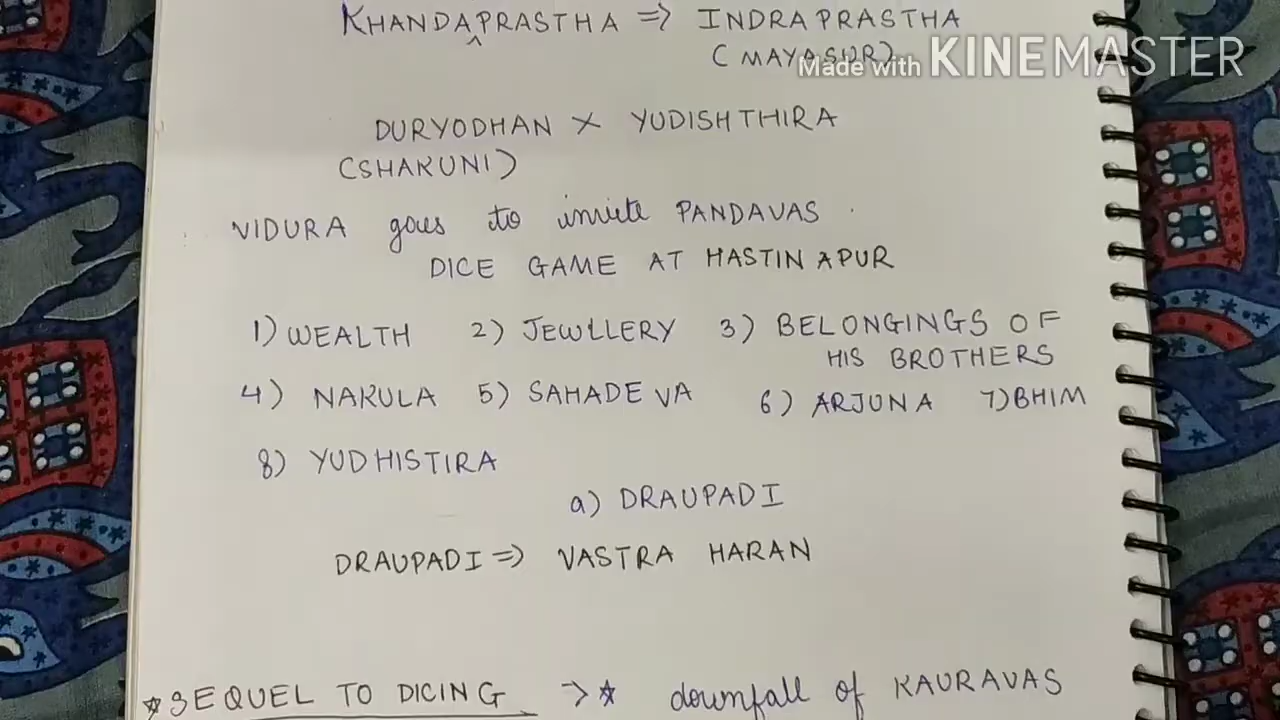 KHANDAPRASTHA => INDRAPRASTHA
(MAYASUR)
Made with KINEMASTER
DURYODHAN X YUDISHTHIRA
(SHAKUNI)
VIDURA goes to invite PANDAVAS .
DICE GAME AT HASTINAPUR
1) WEALTH 2) JEWLLERY 3) BELONGINGS OF
HIS BROTHERS
4) NAKULA 5) SAHADEVA 6) ARJUNA 7) BHIM
8) YUDHISTIRA
a) DRAUPADI
DRAUPADI => VASTRA HARAN
*SEQUEL TO DICING -> * downfall of KAURAVAS